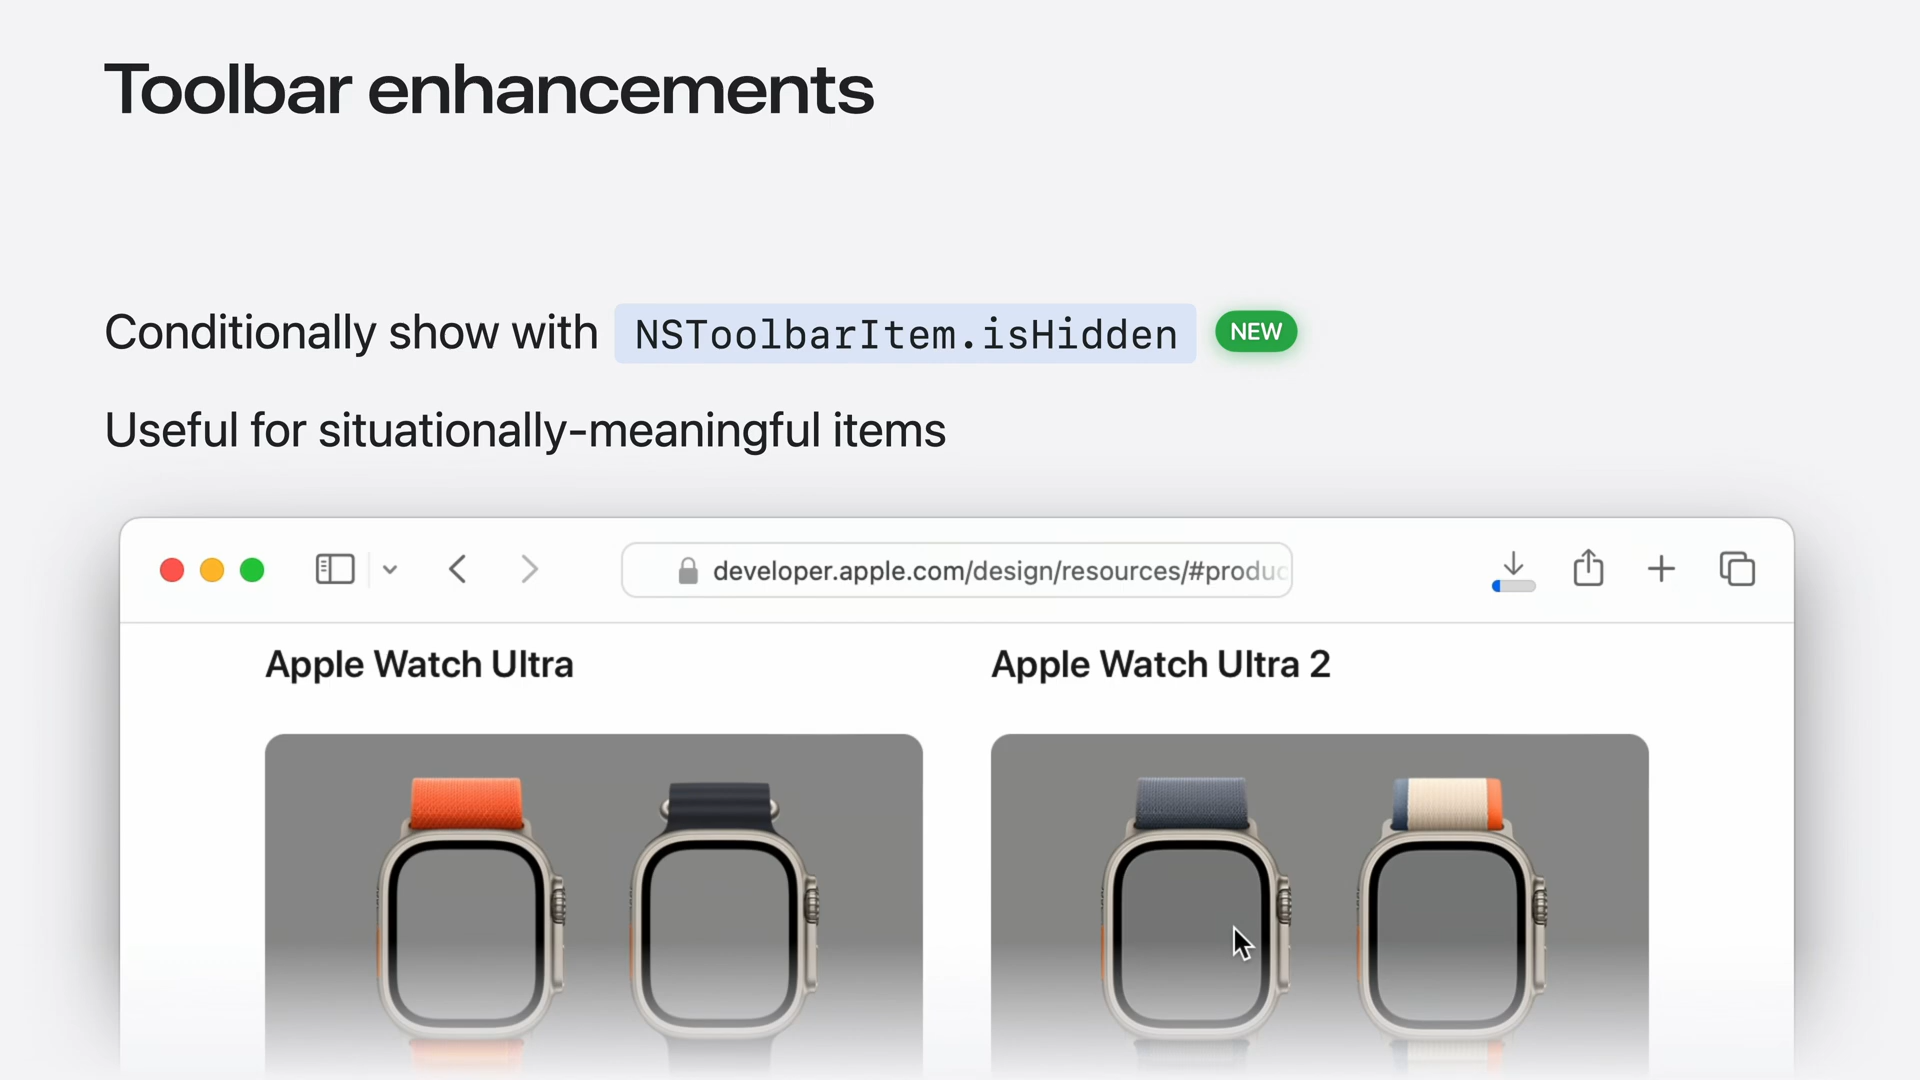 Toolbar enhancements
Conditionally show with NSToolbarItem.isHidden NEW
Useful for situationally-meaningful items
developer.apple.com/design/resources/#produc
Apple Watch Ultra
Apple Watch Ultra 2